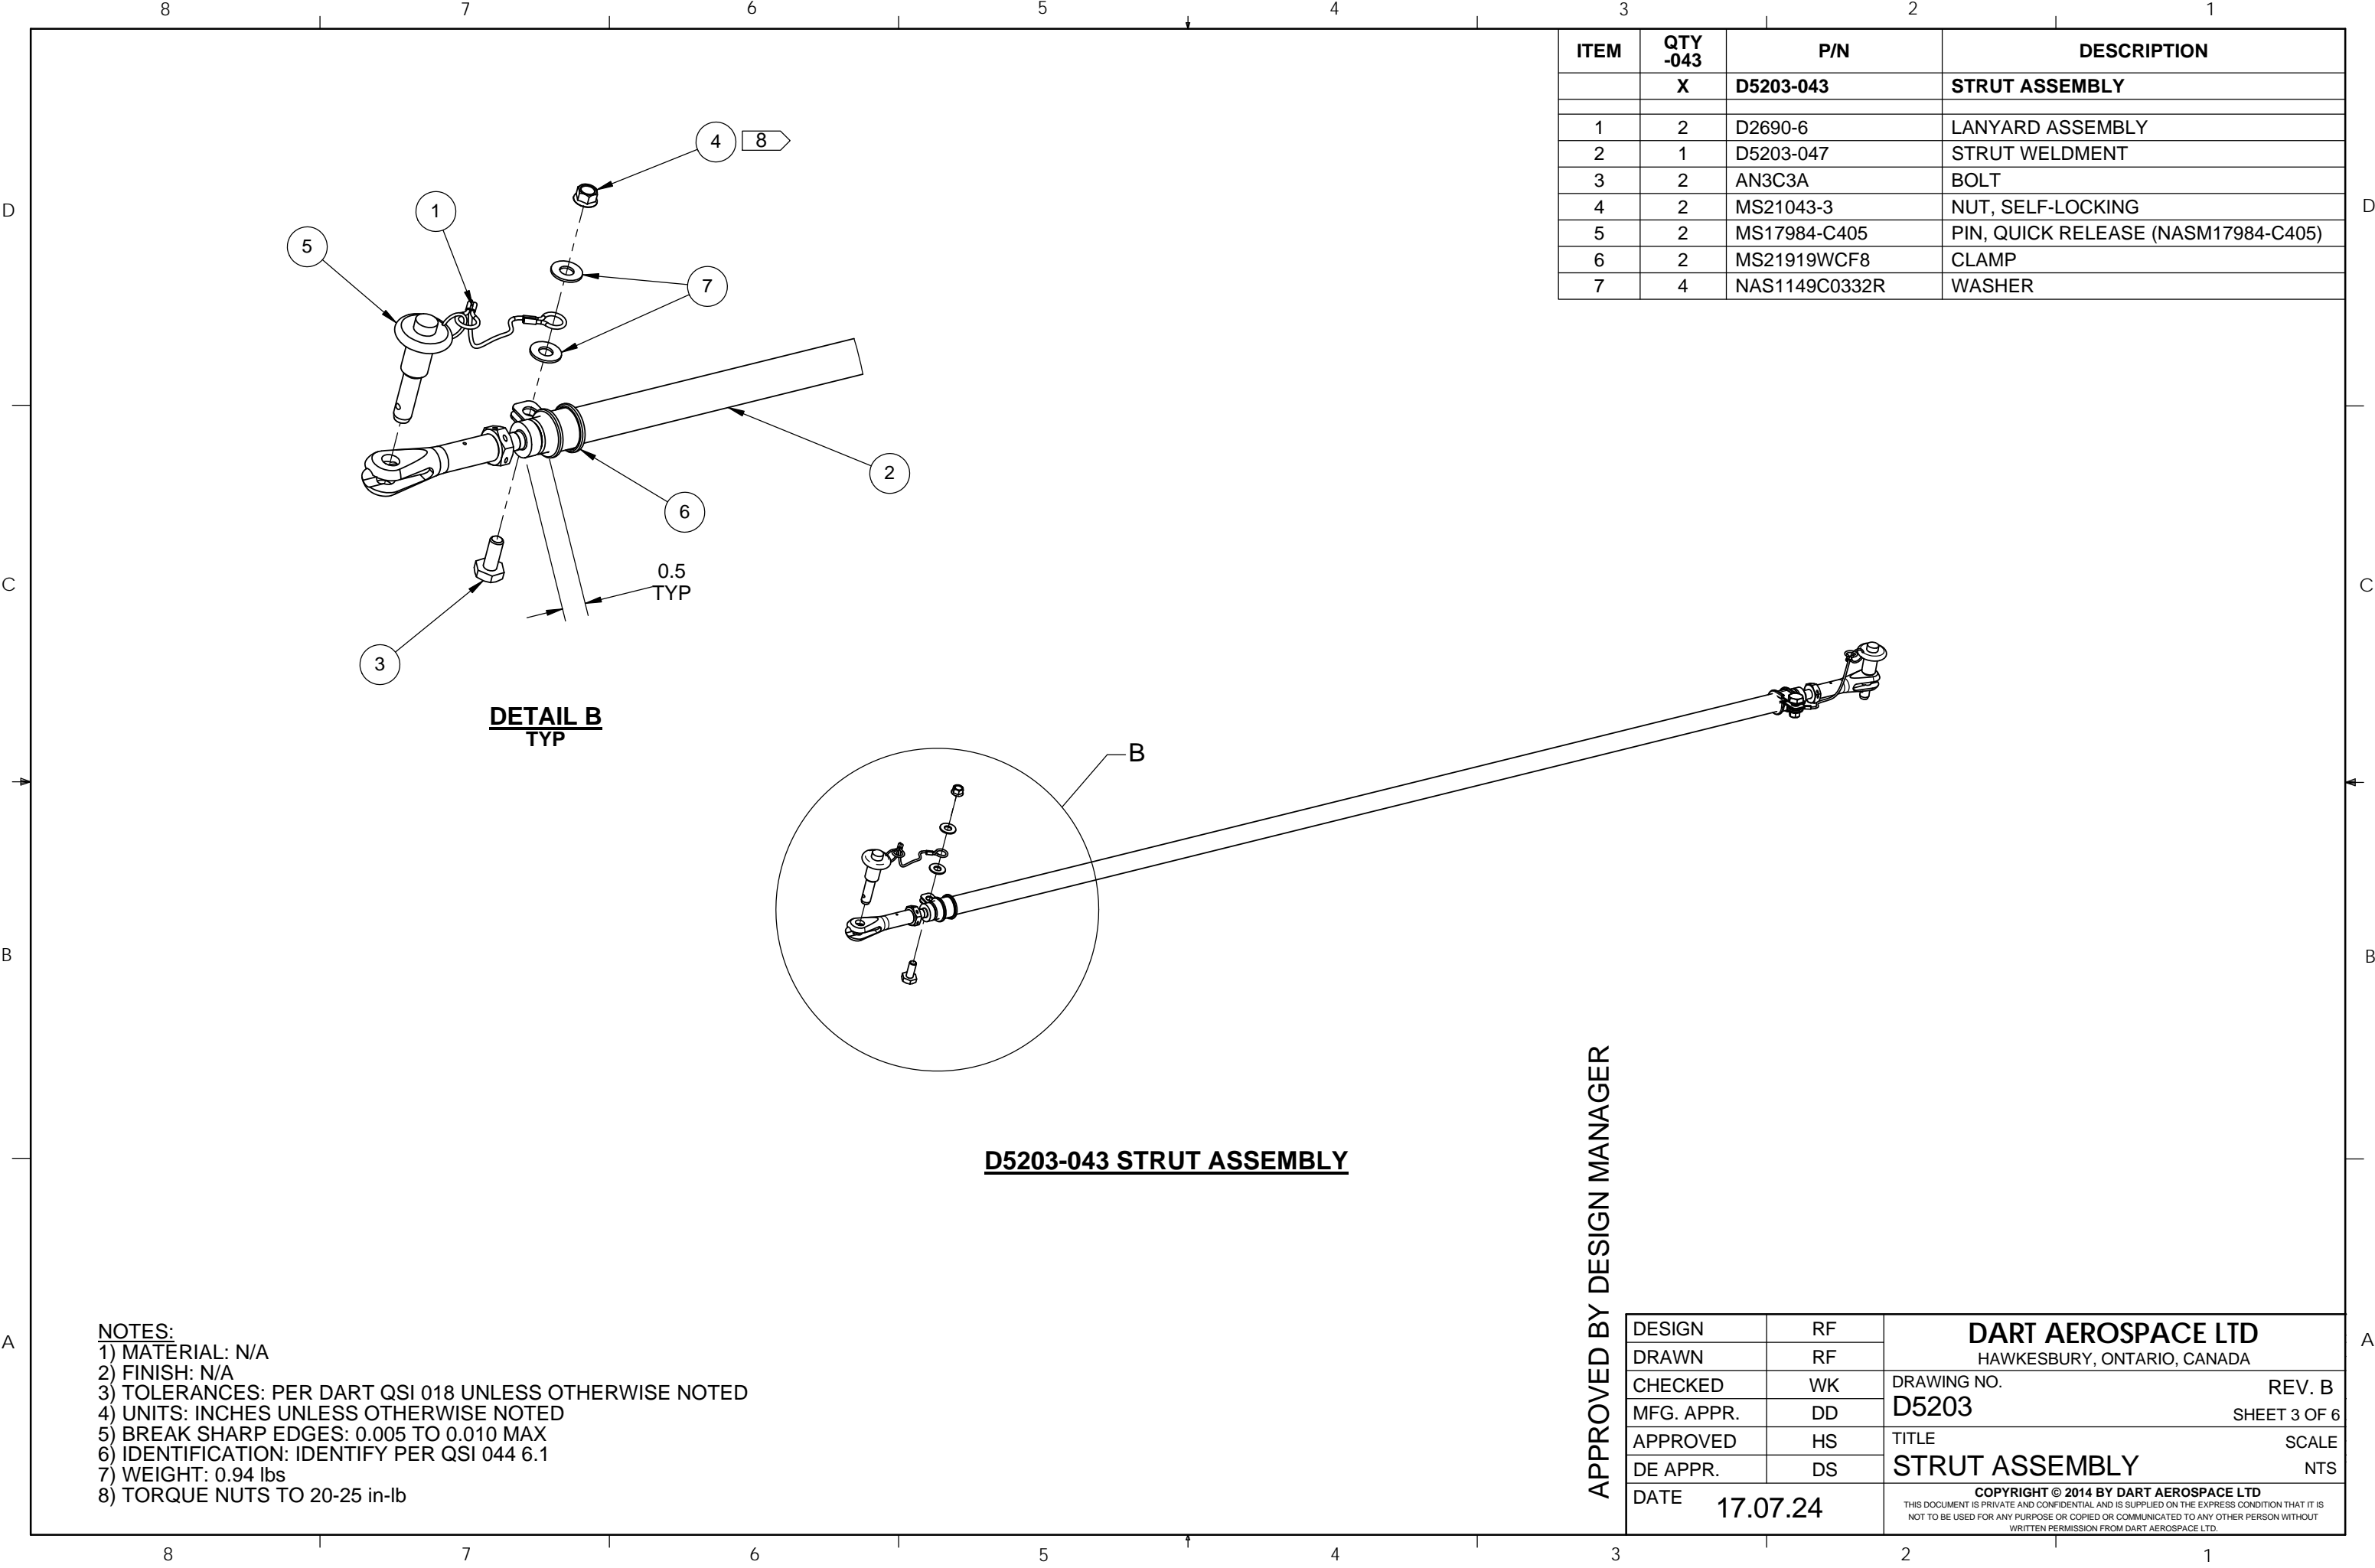 8 7 6 5 4 3 2 1
ITEM QTY -043 P/N DESCRIPTION
X D5203-043 STRUT ASSEMBLY
1 2 D2690-6 LANYARD ASSEMBLY
2 1 D5203-047 STRUT WELDMENT
3 2 AN3C3A BOLT
4 2 MS21043-3 NUT, SELF-LOCKING
5 2 MS17984-C405 PIN, QUICK RELEASE (NASM17984-C405)
6 2 MS21919WCF8 CLAMP
7 4 NAS1149C0332R WASHER
4 8
1
5
7
D D
2
6
0.5
TYP
C C
3
DETAIL B
TYP
B
B B
D5203-043 STRUT ASSEMBLY
APPROVED BY DESIGN MANAGER
A A
NOTES:
1) MATERIAL: N/A
2) FINISH: N/A
3) TOLERANCES: PER DART QSI 018 UNLESS OTHERWISE NOTED
4) UNITS: INCHES UNLESS OTHERWISE NOTED
5) BREAK SHARP EDGES: 0.005 TO 0.010 MAX
6) IDENTIFICATION: IDENTIFY PER QSI 044 6.1
7) WEIGHT: 0.94 lbs
8) TORQUE NUTS TO 20-25 in-lb
DESIGN RF
DRAWN RF
CHECKED WK
MFG. APPR. DD
APPROVED HS
DE APPR. DS
DATE 17.07.24
DART AEROSPACE LTD
HAWKESBURY, ONTARIO, CANADA
DRAWING NO. REV. B
D5203 SHEET 3 OF 6
TITLE SCALE
STRUT ASSEMBLY NTS
COPYRIGHT © 2014 BY DART AEROSPACE LTD
THIS DOCUMENT IS PRIVATE AND CONFIDENTIAL AND IS SUPPLIED ON THE EXPRESS CONDITION THAT IT IS
NOT TO BE USED FOR ANY PURPOSE OR COPIED OR COMMUNICATED TO ANY OTHER PERSON WITHOUT
WRITTEN PERMISSION FROM DART AEROSPACE LTD.
8 7 6 5 4 3 2 1